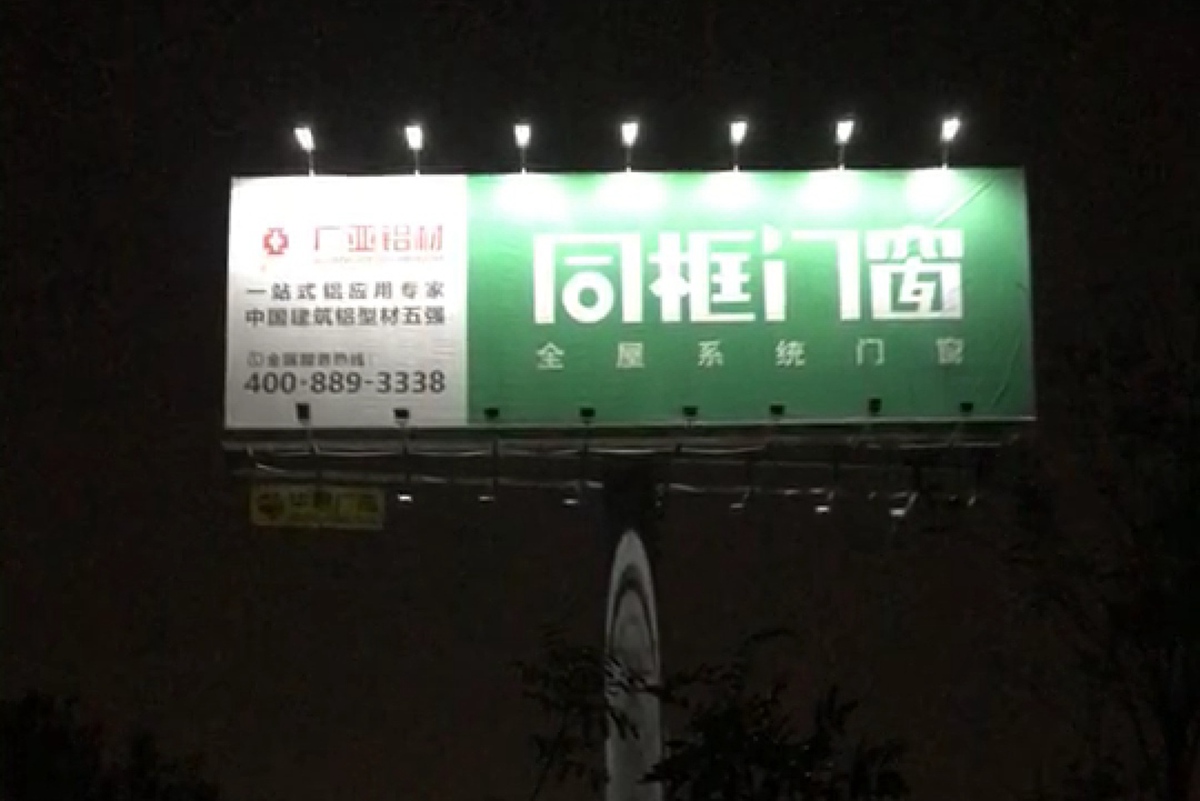 广亚铝材
一站式铝应用专家
中国建筑铝型材五强
全国服务热线:
400-889-3338
同框门窗
全屋系统门窗